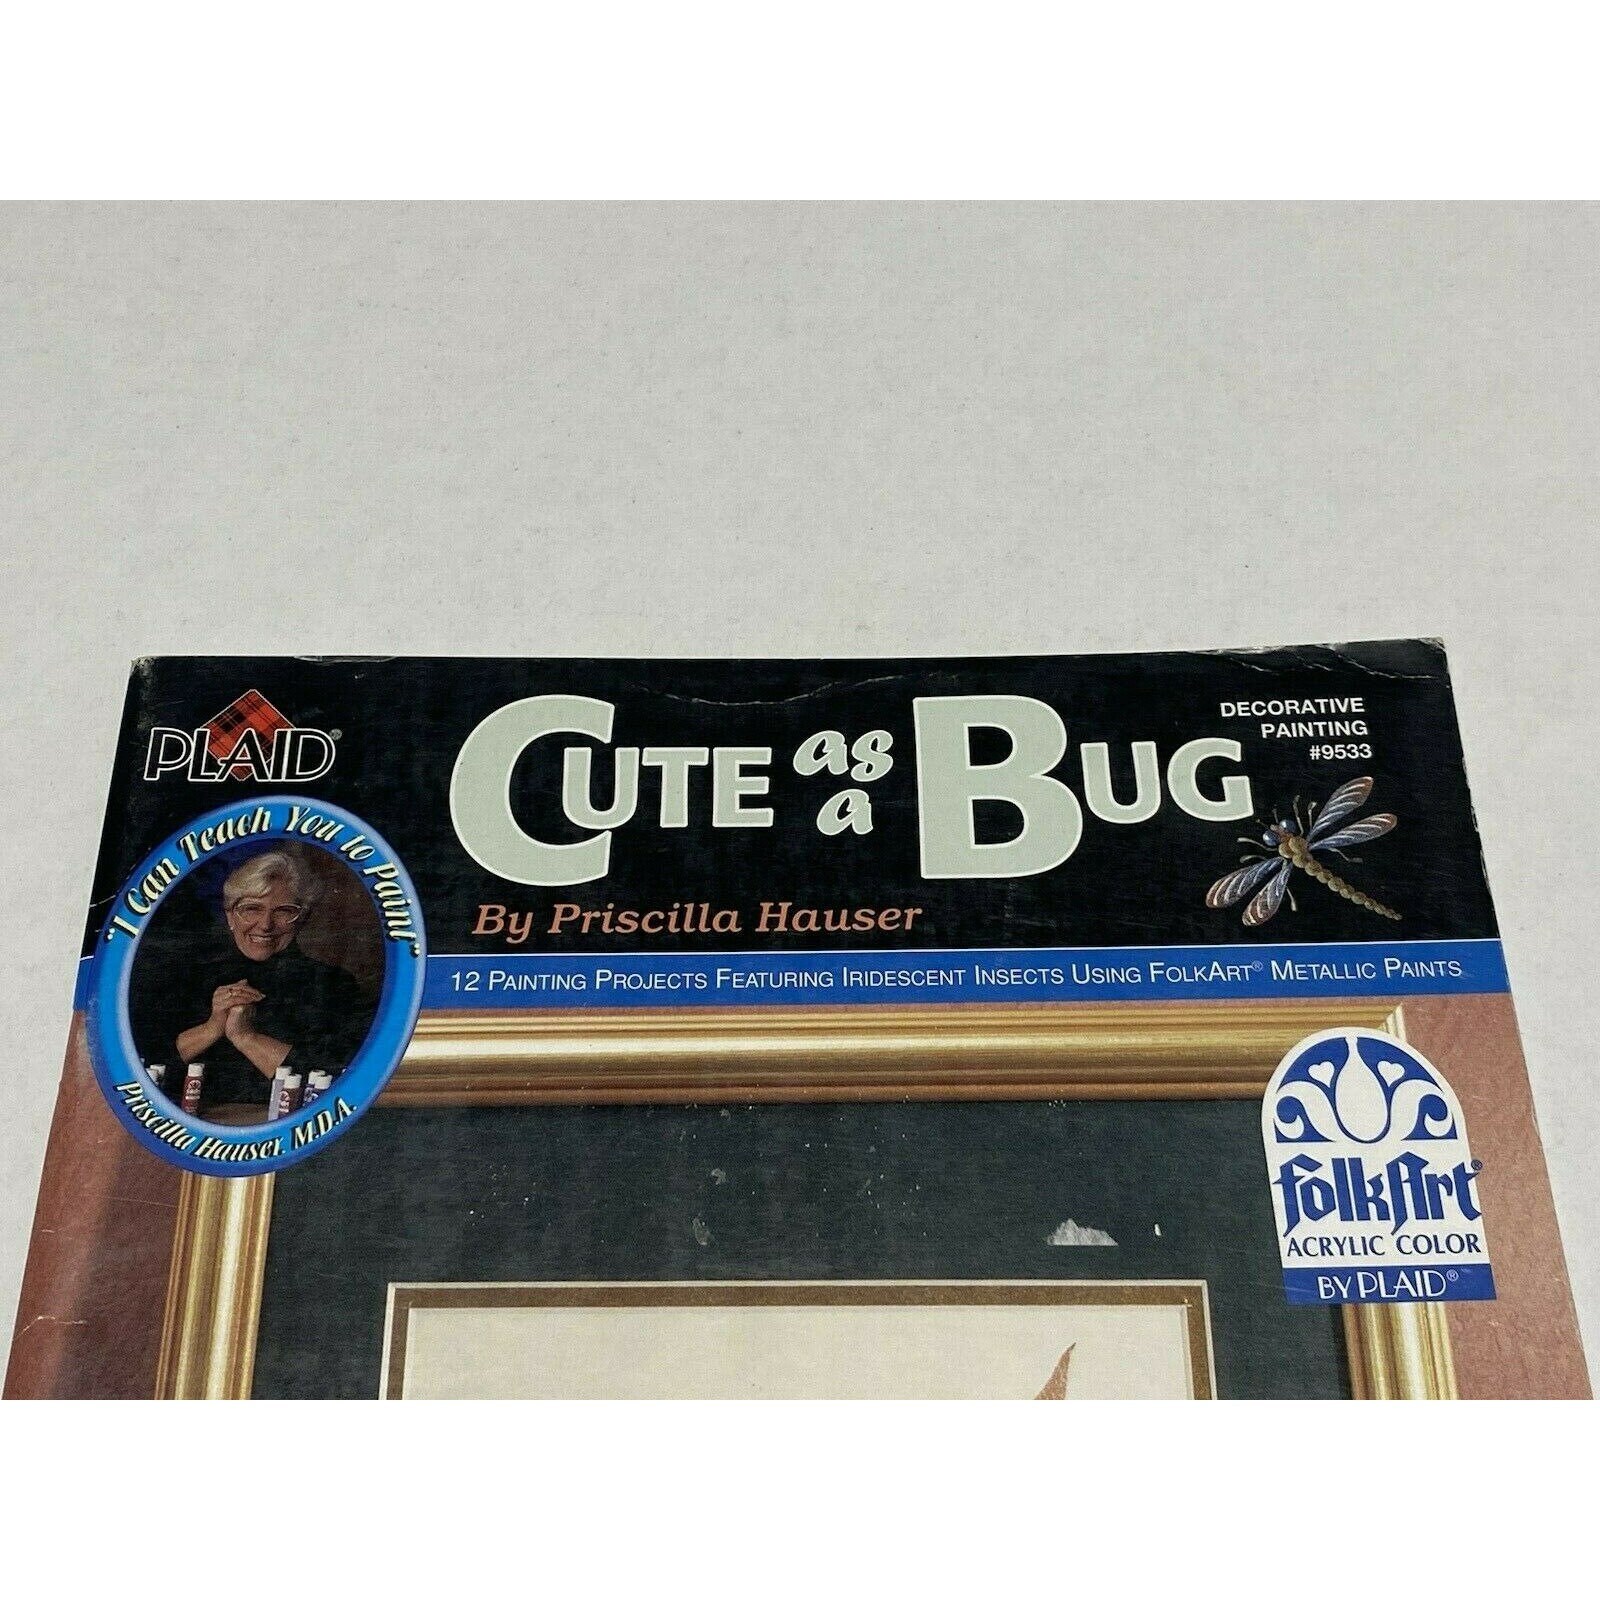 PLAID®
CUTE as a BUG
DECORATIVE
PAINTING
#9533
By Priscilla Hauser
"I Can Teach You to Paint"
Priscilla Hauser, M.D.A.
12 PAINTING PROJECTS FEATURING IRIDESCENT INSECTS USING FOLKART® METALLIC PAINTS
FolkArt®
ACRYLIC COLOR
BY PLAID®